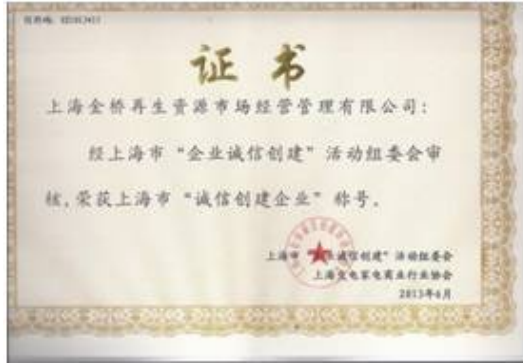 证书
上海金桥再生资源市场经营管理有限公司：
经上海市“企业诚信创建”活动组委会审
核，荣获上海市“诚信创建企业”称号。
上海市“企业诚信创建”活动组委会
上海交电家电商业行业协会
2013年6月